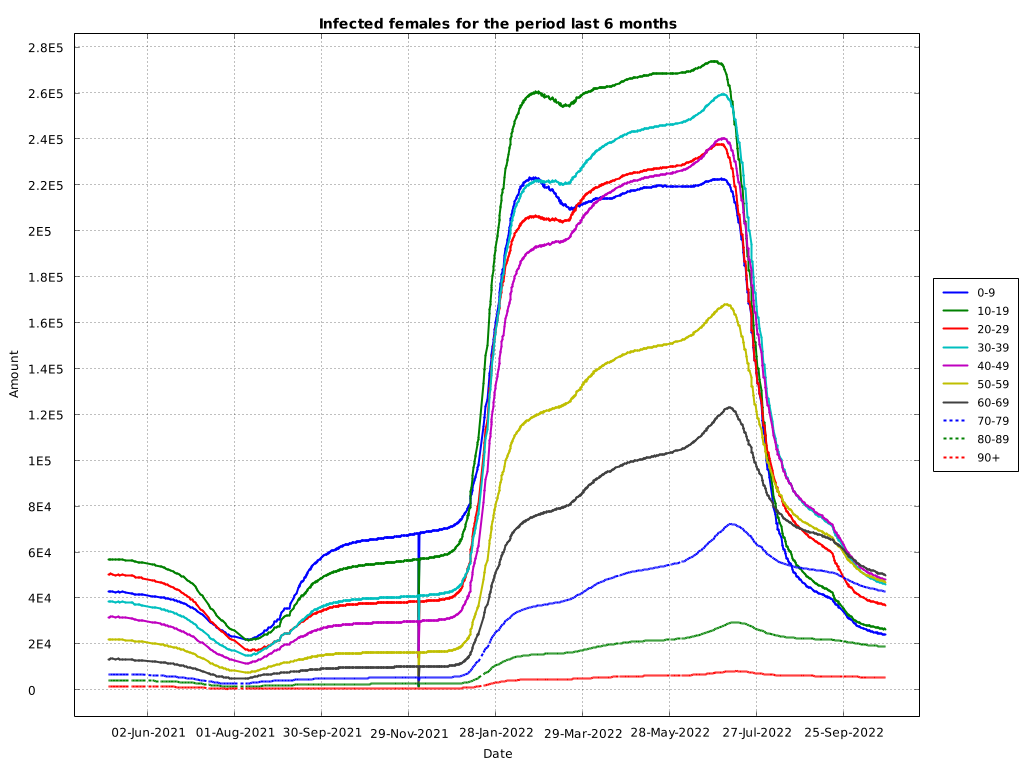 Infected females for the period last 6 months
2.8E5
2.6E5
2.4E5
2.2E5
2E5
1.8E5
1.6E5
1.4E5
1.2E5
1E5
8E4
6E4
4E4
2E4
0
Amount
02-Jun-2021 01-Aug-2021 30-Sep-2021 29-Nov-2021 28-Jan-2022 29-Mar-2022 28-May-2022 27-Jul-2022 25-Sep-2022
Date
0-9
10-19
20-29
30-39
40-49
50-59
60-69
70-79
80-89
90+